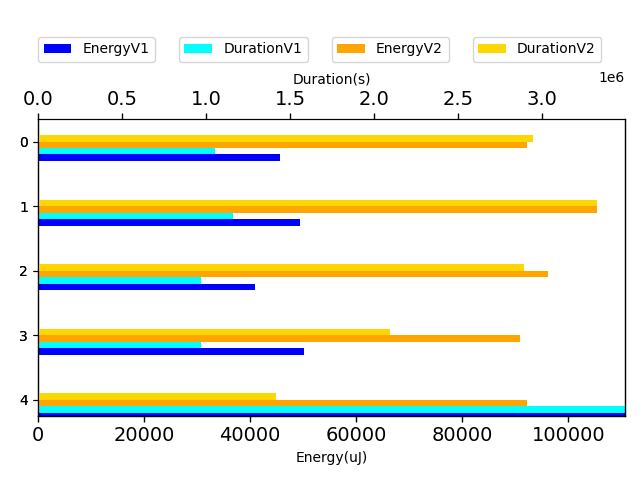 EnergyV1 DurationV1 EnergyV2 DurationV2
Duration(s)
1e6
0.0 0.5 1.0 1.5 2.0 2.5 3.0
0
1
2
3
4
0 20000 40000 60000 80000 100000
Energy(uJ)